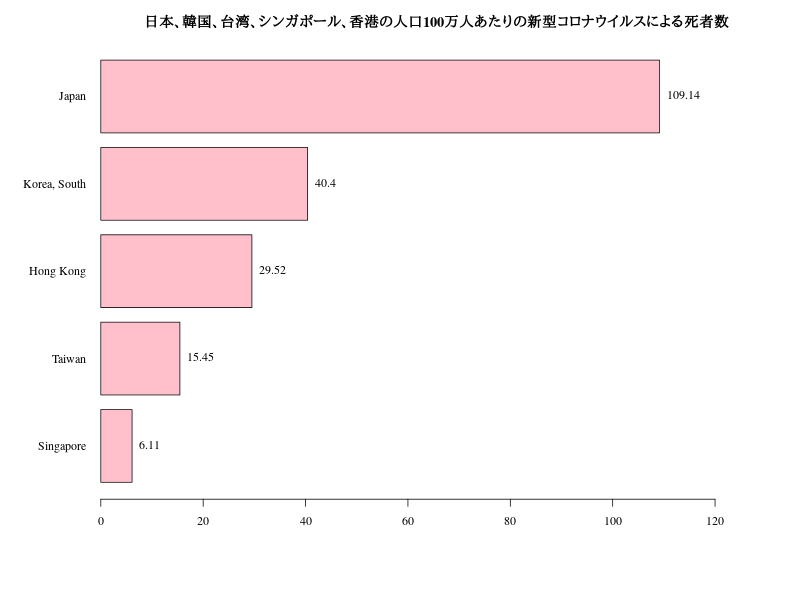 日本、韓国、台湾、シンガポール、香港の人口100万人あたりの新型コロナウイルスによる死者数
Japan 109.14
Korea, South 40.4
Hong Kong 29.52
Taiwan 15.45
Singapore 6.11
0 20 40 60 80 100 120